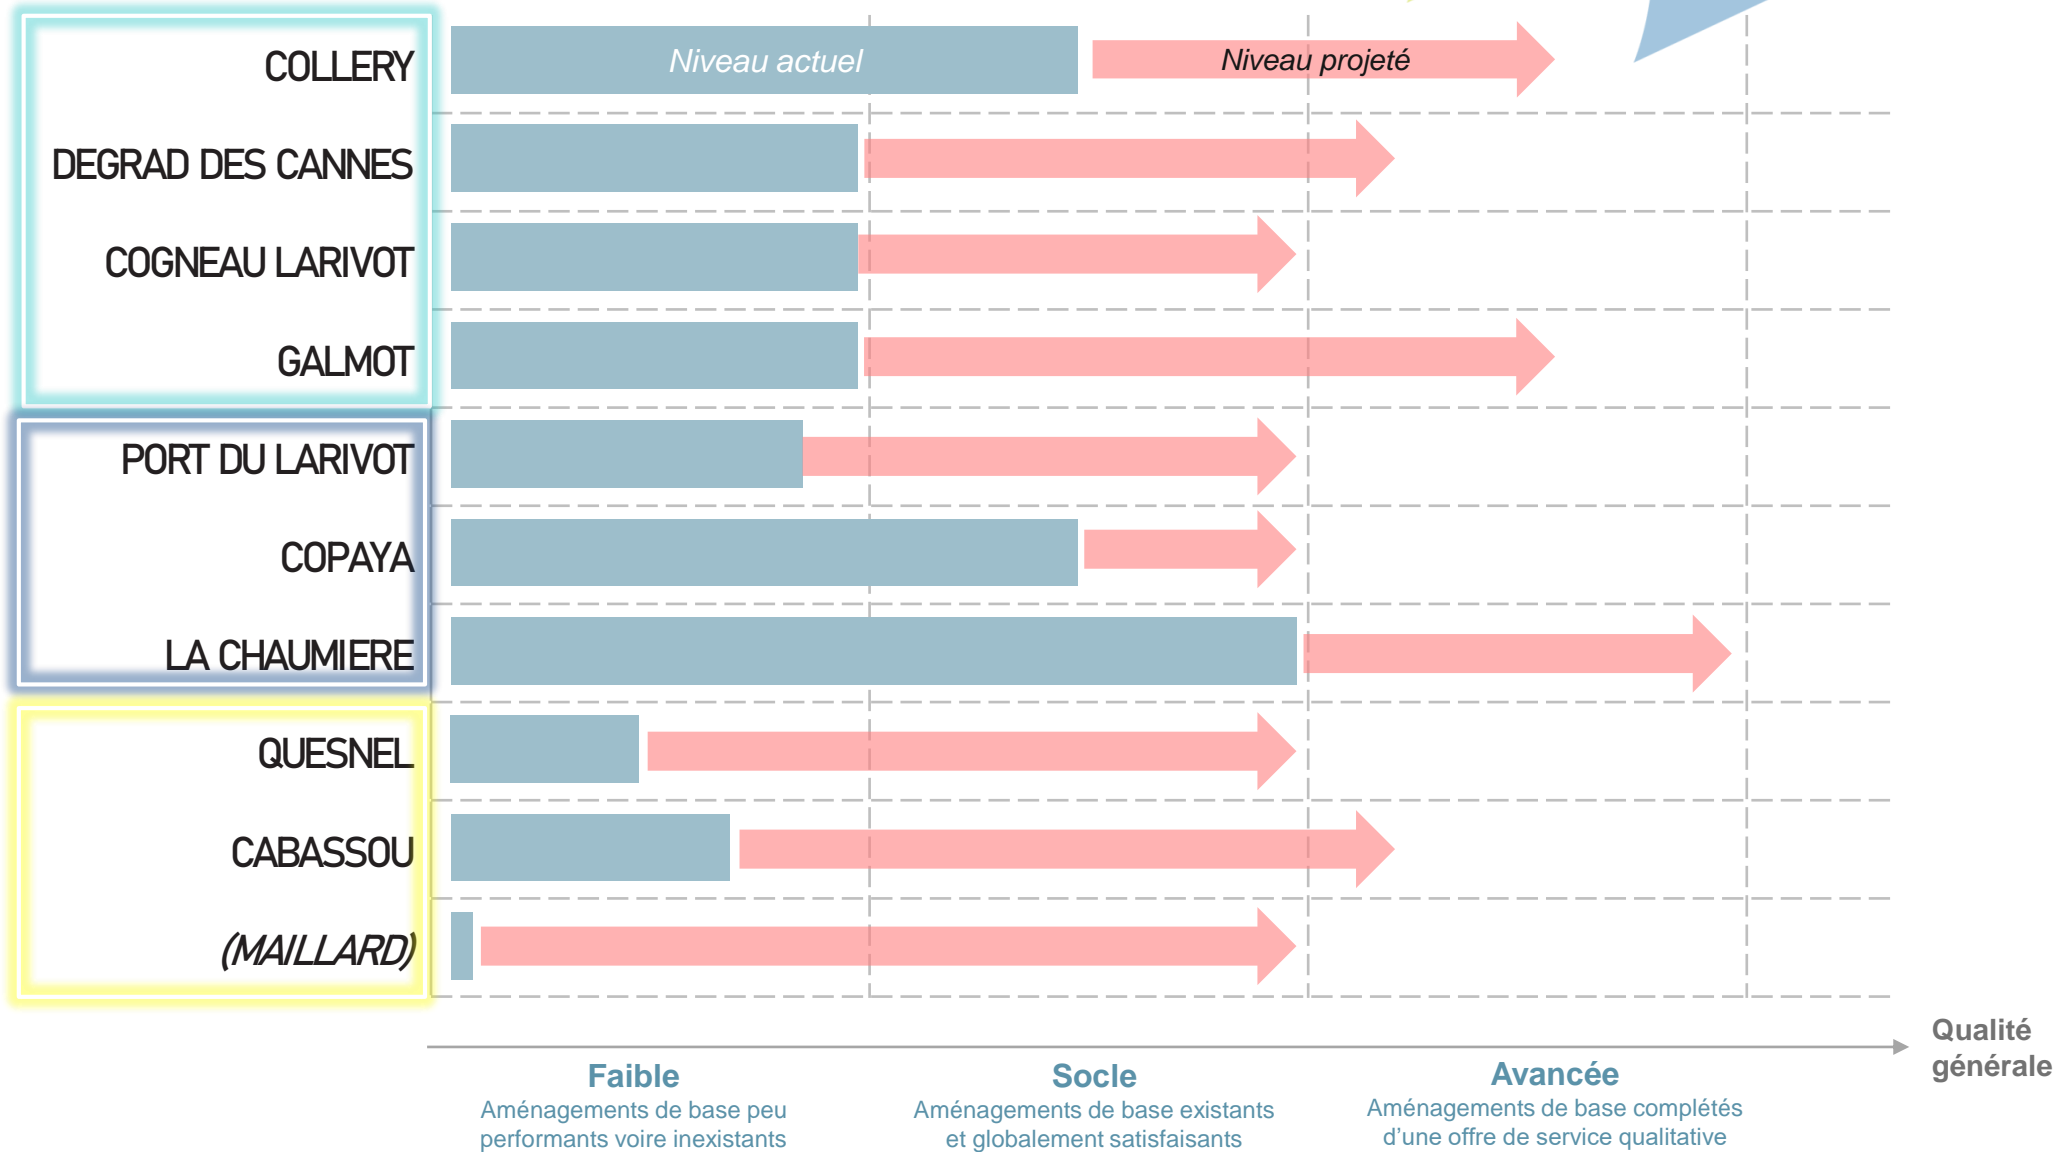 COLLERY
Niveau actuel
Niveau projeté
DEGRAD DES CANNES
COGNEAU LARIVOT
GALMOT
PORT DU LARIVOT
COPAYA
LA CHAUMIERE
QUESNEL
CABASSOU
(MAILLARD)
Qualité
générale
Faible
Aménagements de base peu
performants voire inexistants
Socle
Aménagements de base existants
et globalement satisfaisants
Avancée
Aménagements de base complétés
d'une offre de service qualitative